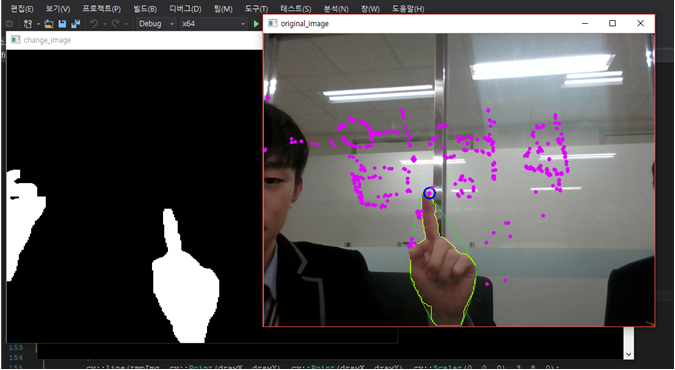 편집(E) 보기(V) 프로젝트(P) 빌드(B) 디버그(D) 팀(M) 도구(T) 테스트(S) 분석(N) 창(W) 도움말(H)
Debug x64
change_image
original_image
153
154
155 cv::line(tmpImg, cv::Point(drawX, drawY), cv::Point(drawX, drawY), cv::Scalar(0, 0, 0), 3, 8, 0);